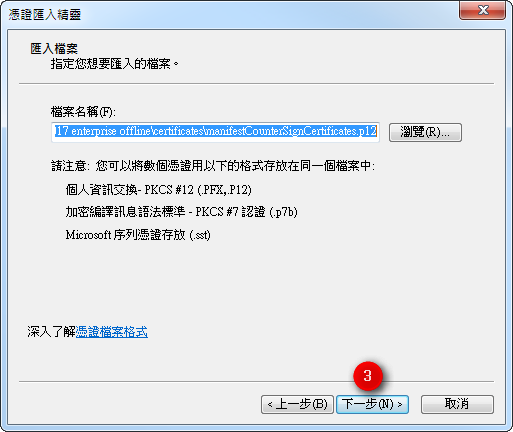 憑證匯入精靈
匯入檔案
指定您想要匯入的檔案。
檔案名稱(F):
17 enterprise offline\certificates\manifestCounterSignCertificates.p12
瀏覽(R)...
請注意: 您可以將數個憑證用以下的格式存放在同一個檔案中:
個人資訊交換- PKCS #12 (.PFX,.P12)
加密編譯訊息語法標準 - PKCS #7 認證 (.p7b)
Microsoft 序列憑證存放 (.sst)
深入了解憑證檔案格式
3
< 上一步(B)
下一步(N) >
取消